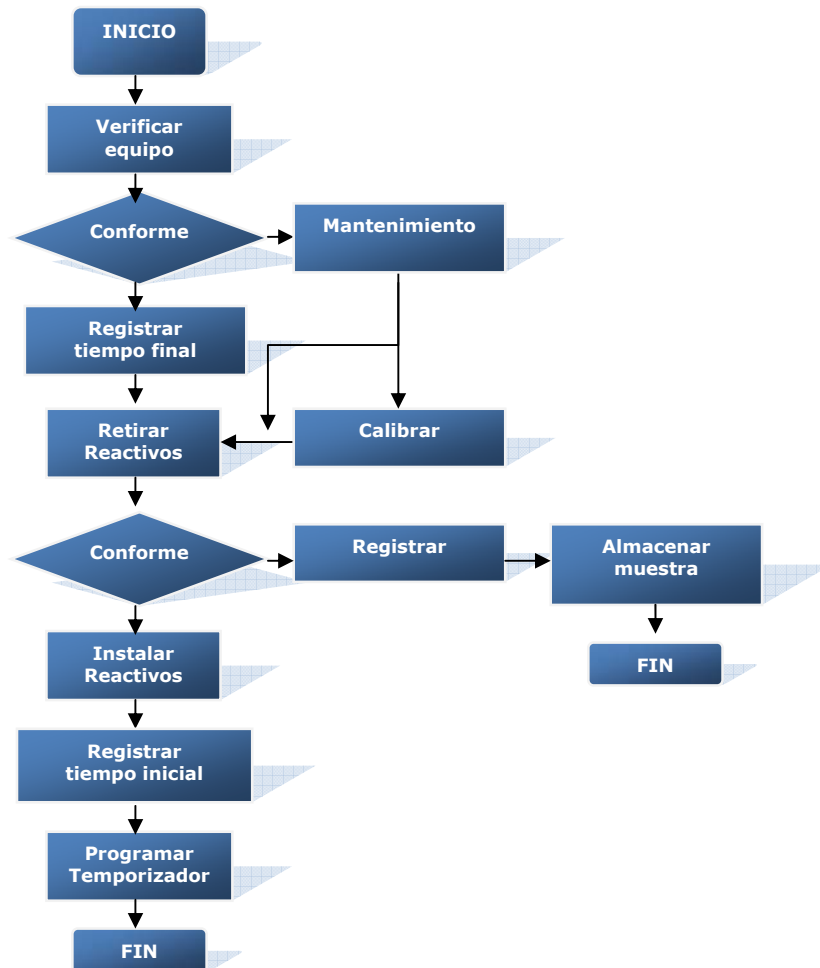 INICIO
Verificar
equipo
Conforme
Mantenimiento
Registrar
tiempo final
Retirar
Reactivos
Calibrar
Conforme
Registrar
Almacenar
muestra
Instalar
Reactivos
FIN
Registrar
tiempo inicial
Programar
Temporizador
FIN